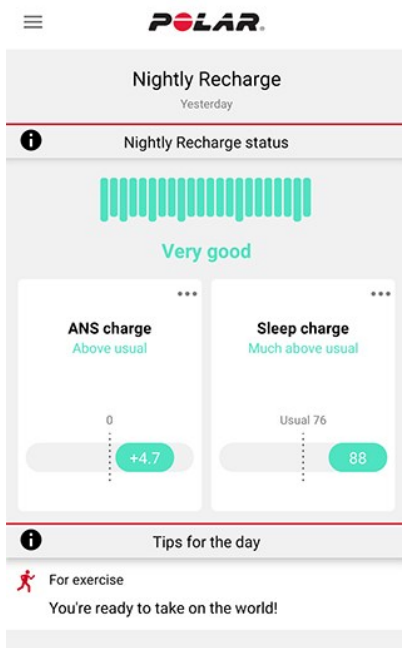 POLAR.
Nightly Recharge
Yesterday
Nightly Recharge status
Very good
ANS charge
Above usual
0
+4.7
Sleep charge
Much above usual
Usual 76
88
Tips for the day
For exercise
You're ready to take on the world!